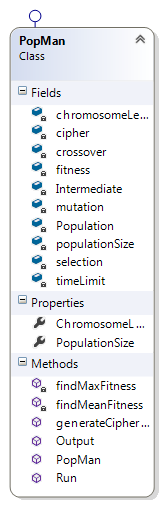 PopMan
Class
Fields
chromosomeLe...
cipher
crossover
fitness
Intermediate
mutation
Population
populationSize
selection
timeLimit
Properties
ChromosomeL...
PopulationSize
Methods
findMaxFitness
findMeanFitness
generateCipher...
Output
PopMan
Run